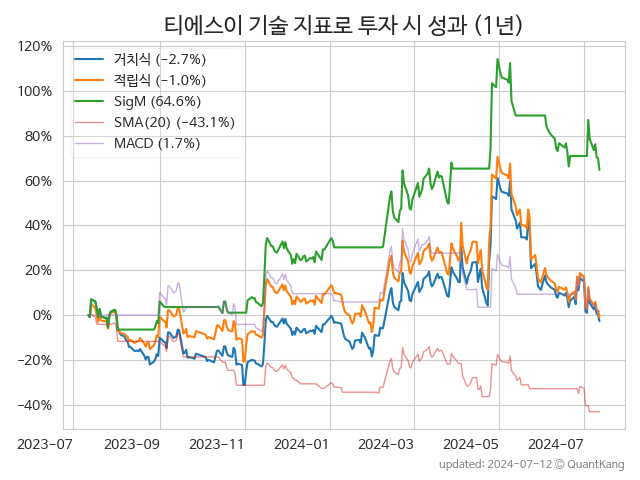 티에스이 기술 지표로 투자 시 성과 (1년)
120%
100%
80%
60%
40%
20%
0%
−20%
−40%
거치식 (−2.7%)
적립식 (−1.0%)
SigM (64.6%)
SMA(20) (−43.1%)
MACD (1.7%)
2023-07 2023-09 2023-11 2024-01 2024-03 2024-05 2024-07
updated: 2024-07-12 © QuantKang